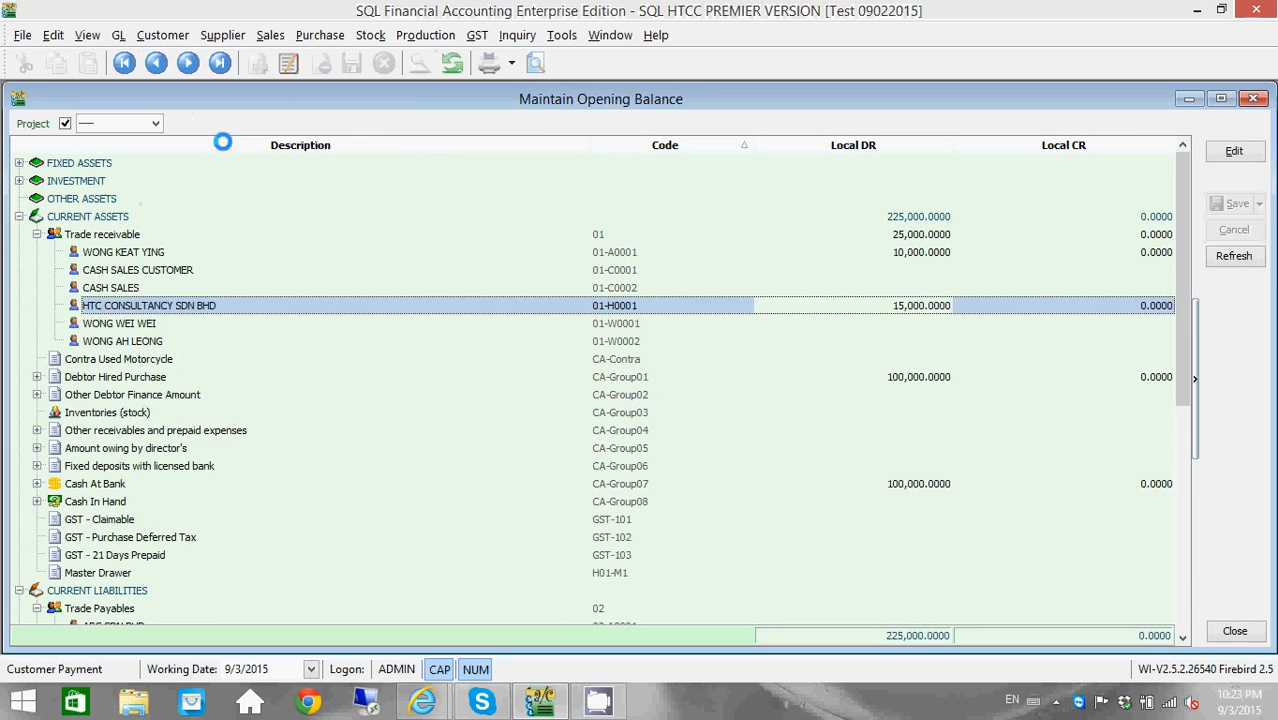 SQL Financial Accounting Enterprise Edition - SQL HTCC PREMIER VERSION [Test 09022015]
File Edit View GL Customer Supplier Sales Purchase Stock Production GST Inquiry Tools Window Help
Maintain Opening Balance
Project ----
Description Code Local DR Local CR
Edit
FIXED ASSETS
INVESTMENT
OTHER ASSETS
Save
CURRENT ASSETS 225,000.0000 0.0000
Cancel
Trade receivable 01 25,000.0000 0.0000
WONG KEAT YING 01-A0001 10,000.0000 0.0000
Refresh
CASH SALES CUSTOMER 01-C0001
CASH SALES 01-C0002
HTC CONSULTANCY SDN BHD 01-H0001 15,000.0000 0.0000
WONG WEI WEI 01-W0001
WONG AH LEONG 01-W0002
Contra Used Motorcycle CA-Contra
Debtor Hired Purchase CA-Group01 100,000.0000 0.0000
Other Debtor Finance Amount CA-Group02
Inventories (stock) CA-Group03
Other receivables and prepaid expenses CA-Group04
Amount owing by director's CA-Group05
Fixed deposits with licensed bank CA-Group06
Cash At Bank CA-Group07 100,000.0000 0.0000
Cash In Hand CA-Group08
GST - Claimable GST-101
GST - Purchase Deferred Tax GST-102
GST - 21 Days Prepaid GST-103
Master Drawer H01-M1
CURRENT LIABILITIES
Trade Payables 02
225,000.0000 0.0000
Close
Customer Payment Working Date: 9/3/2015 Logon: ADMIN CAP NUM WI-V2.5.2.26540 Firebird 2.5
EN 10:23 PM
9/3/2015